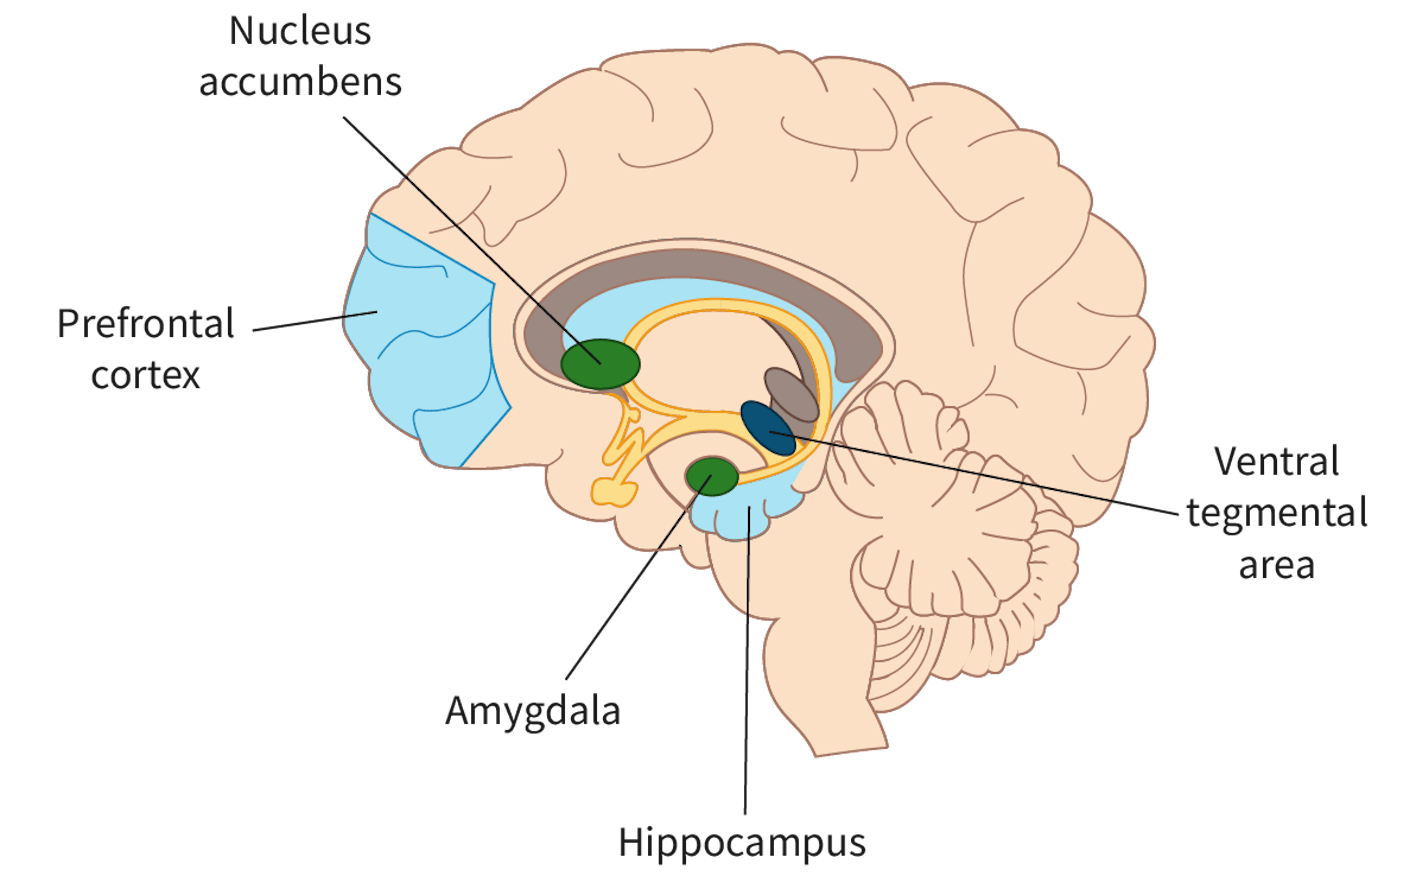 Nucleus
accumbens
Prefrontal
cortex
Ventral
tegmental
area
Amygdala
Hippocampus